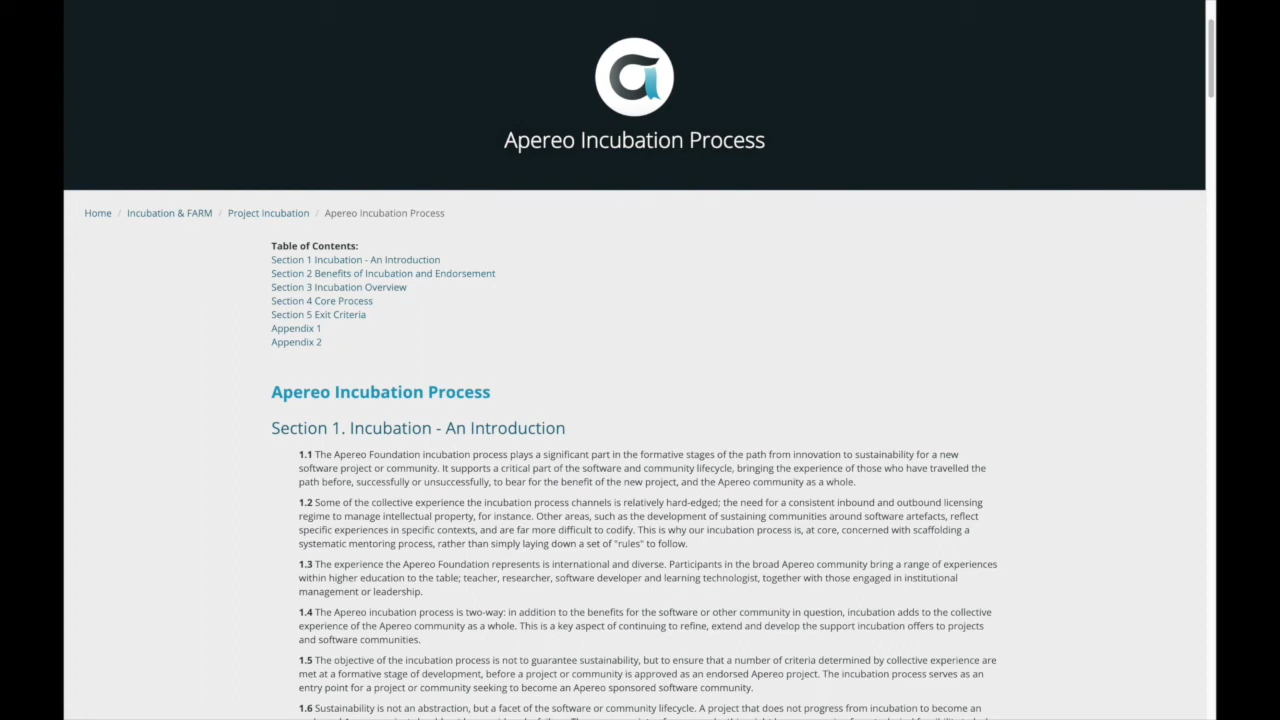 Apereo Incubation Process
Home / Incubation & FARM / Project Incubation / Apereo Incubation Process
Table of Contents:
Section 1 Incubation - An Introduction
Section 2 Benefits of Incubation and Endorsement
Section 3 Incubation Overview
Section 4 Core Process
Section 5 Exit Criteria
Appendix 1
Appendix 2
Apereo Incubation Process
Section 1. Incubation - An Introduction
1.1 The Apereo Foundation incubation process plays a significant part in the formative stages of the path from innovation to sustainability for a new
software project or community. It supports a critical part of the software and community lifecycle, bringing the experience of those who have travelled the
path before, successfully or unsuccessfully, to bear for the benefit of the new project, and the Apereo community as a whole.
1.2 Some of the collective experience the incubation process channels is relatively hard-edged; the need for a consistent inbound and outbound licensing
regime to manage intellectual property, for instance. Other areas, such as the development of sustaining communities around software artefacts, reflect
specific experiences in specific contexts, and are far more difficult to codify. This is why our incubation process is, at core, concerned with scaffolding a
systematic mentoring process, rather than simply laying down a set of "rules" to follow.
1.3 The experience the Apereo Foundation represents is international and diverse. Participants in the broad Apereo community bring a range of experiences
within higher education to the table; teacher, researcher, software developer and learning technologist, together with those engaged in institutional
management or leadership.
1.4 The Apereo incubation process is two-way: in addition to the benefits for the software or other community in question, incubation adds to the collective
experience of the Apereo community as a whole. This is a key aspect of continuing to refine, extend and develop the support incubation offers to projects
and software communities.
1.5 The objective of the incubation process is not to guarantee sustainability, but to ensure that a number of criteria determined by collective experience are
met at a formative stage of development, before a project or community is approved as an endorsed Apereo project. The incubation process serves as an
entry point for a project or community seeking to become an Apereo sponsored software community.
1.6 Sustainability is not an abstraction, but a facet of the software or community lifecycle. A project that does not progress from incubation to become an